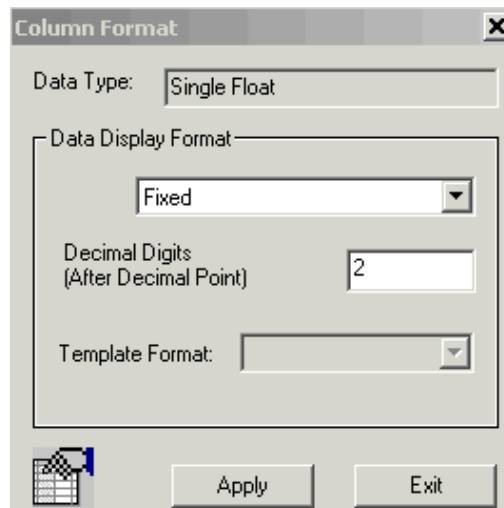 Column Format
Data Type: Single Float
Data Display Format
Fixed
Decimal Digits
(After Decimal Point) 2
Template Format:
Apply Exit